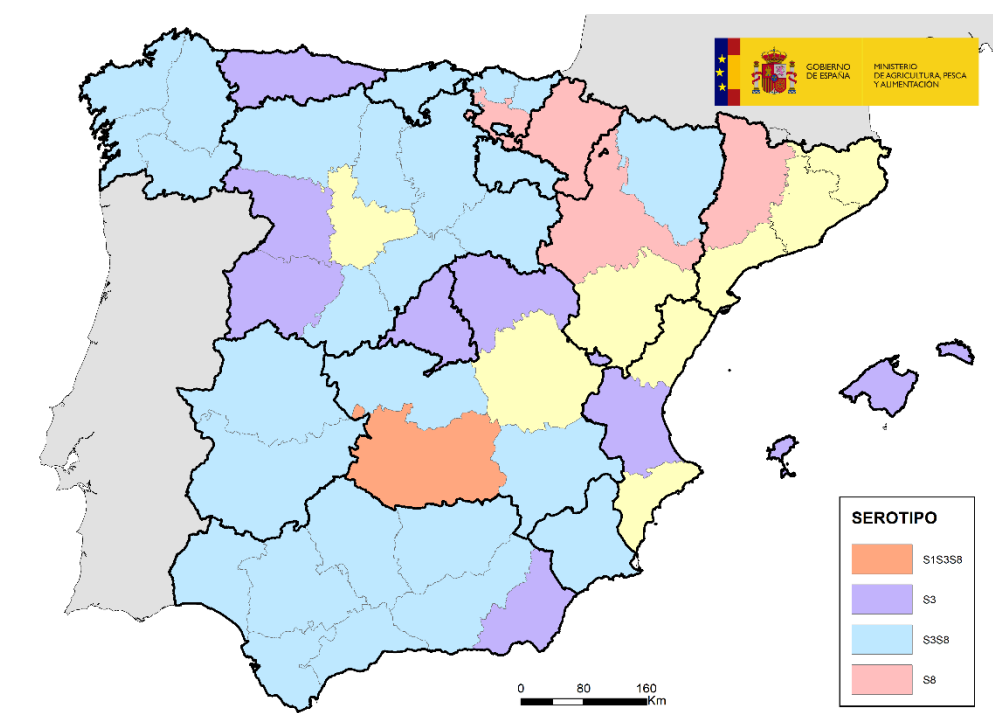 GOBIERNO
DE ESPAÑA
MINISTERIO
DE AGRICULTURA, PESCA
Y ALIMENTACIÓN
SEROTIPO
S1S3S8
S3
S3S8
S8
0 80 160
Km